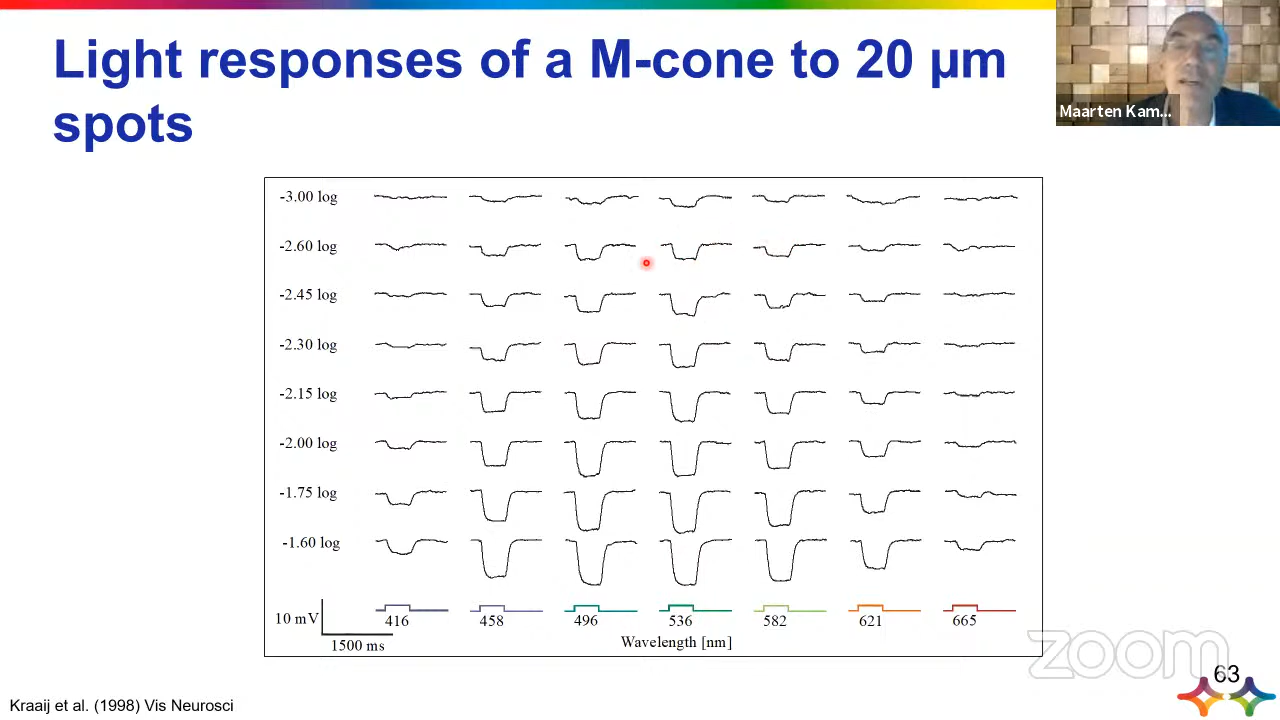 Light responses of a M-cone to 20 µm
spots
Maarten Kam...
-3.00 log
-2.60 log
-2.45 log
-2.30 log
-2.15 log
-2.00 log
-1.75 log
-1.60 log
10 mV
1500 ms
416 458 496 536 582 621 665
Wavelength [nm]
zoom
63
Kraaij et al. (1998) Vis Neurosci